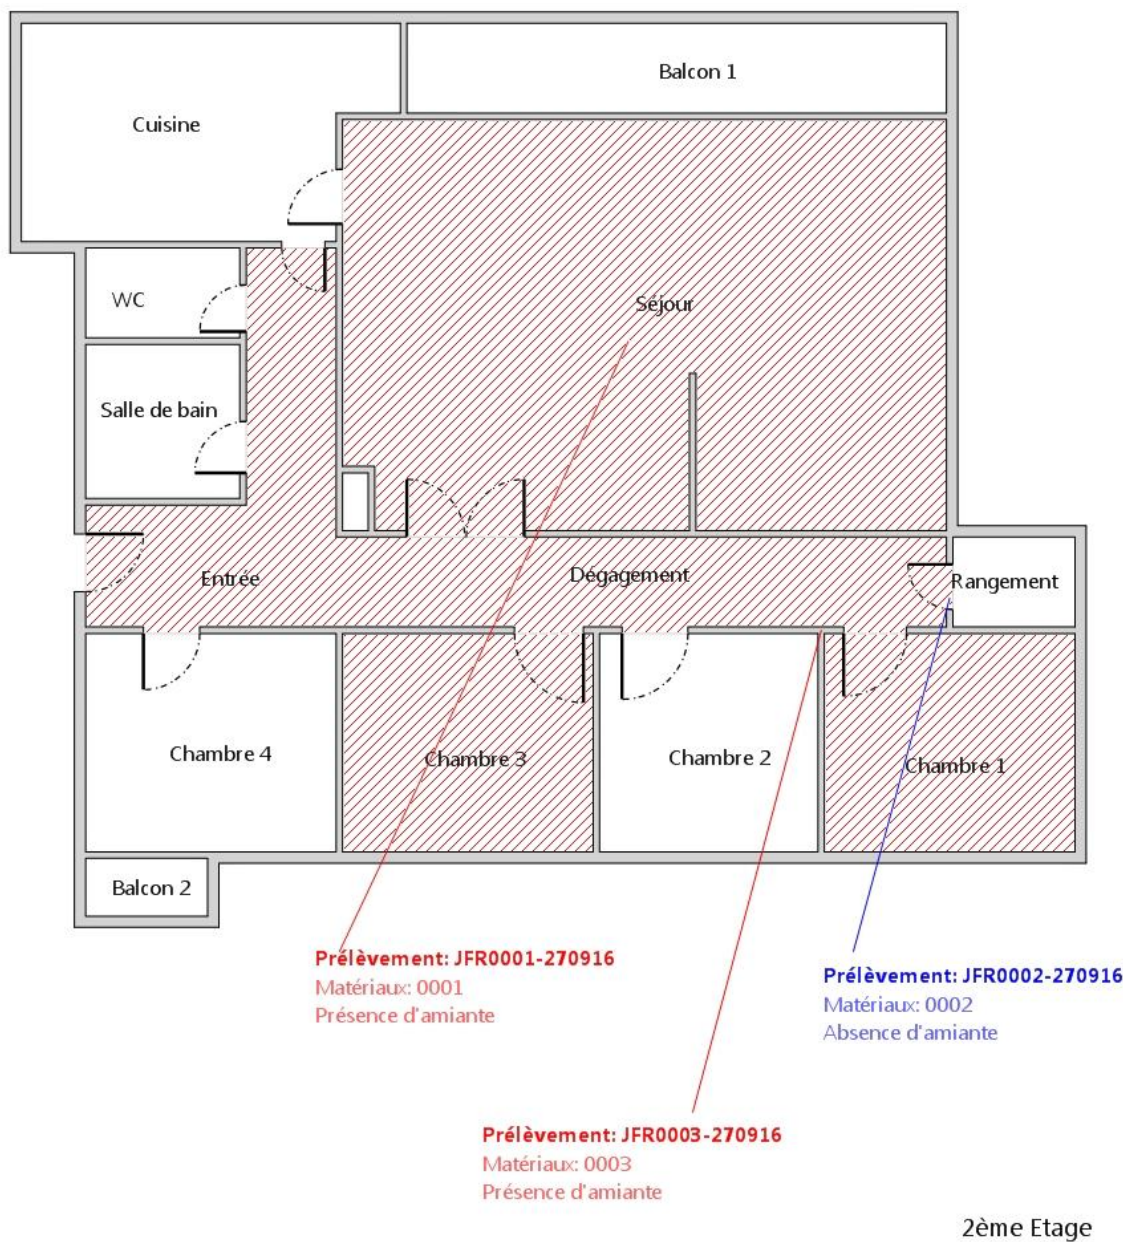 Balcon 1
Cuisine
WC
Séjour
Salle de bain
Entrée
Dégagement
Rangement
Chambre 4
Chambre 3
Chambre 2
Chambre 1
Balcon 2
Prélèvement: JFR0001-270916
Matériaux: 0001
Présence d'amiante
Prélèvement: JFR0002-270916
Matériaux: 0002
Absence d'amiante
Prélèvement: JFR0003-270916
Matériaux: 0003
Présence d'amiante
2ème Etage